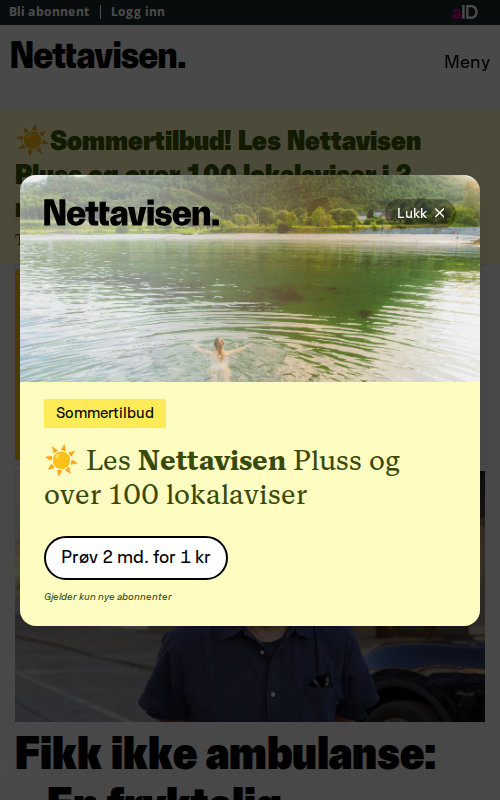 Bli abonnent | Logg inn
aID
Nettavisen.
Meny
Sommertilbud! Les Nettavisen
Pluss og over 100 lokalaviser i 2
Nettavisen.
Lukk ✕
Sommertilbud
Les Nettavisen Pluss og
over 100 lokalaviser
Prøv 2 md. for 1 kr
Gjelder kun nye abonnenter
Fikk ikke ambulanse:
– En fryktelig